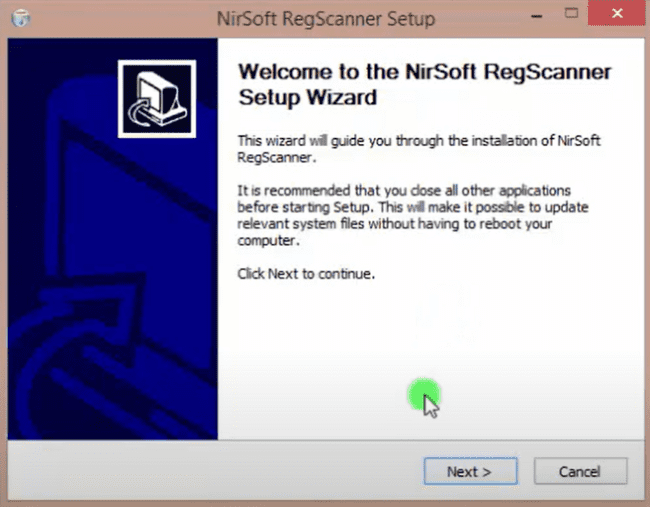 NirSoft RegScanner Setup
Welcome to the NirSoft RegScanner
Setup Wizard
This wizard will guide you through the installation of NirSoft
RegScanner.
It is recommended that you close all other applications
before starting Setup. This will make it possible to update
relevant system files without having to reboot your
computer.
Click Next to continue.
Next >
Cancel